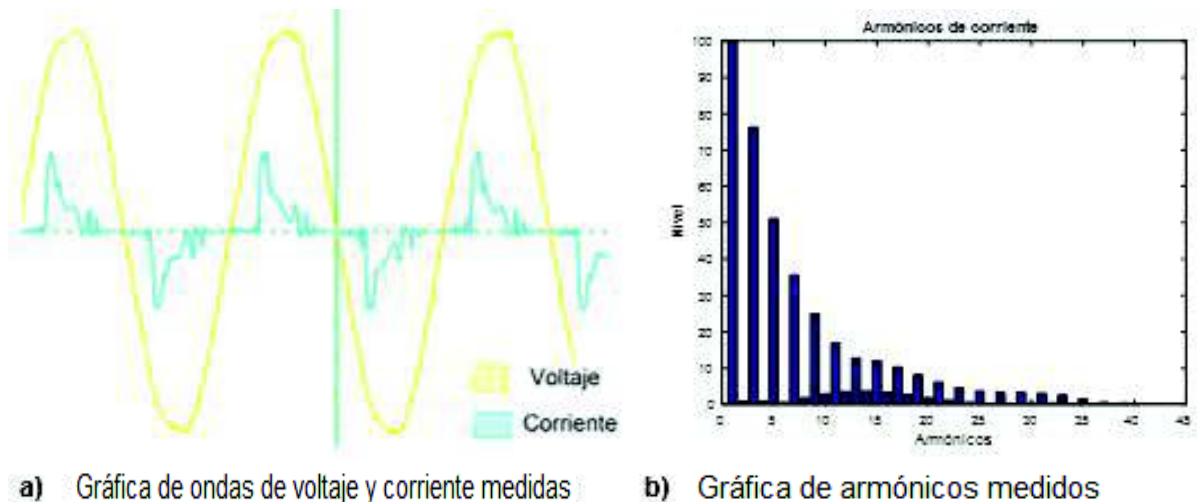 Voltaje
Corriente
a) Gráfica de ondas de voltaje y corriente medidas
Armónicos de corriente
Nivel
100
90
80
70
60
50
40
30
20
10
0
0 5 10 15 20 25 30 35 40 45
Armónicos
b) Gráfica de armónicos medidos